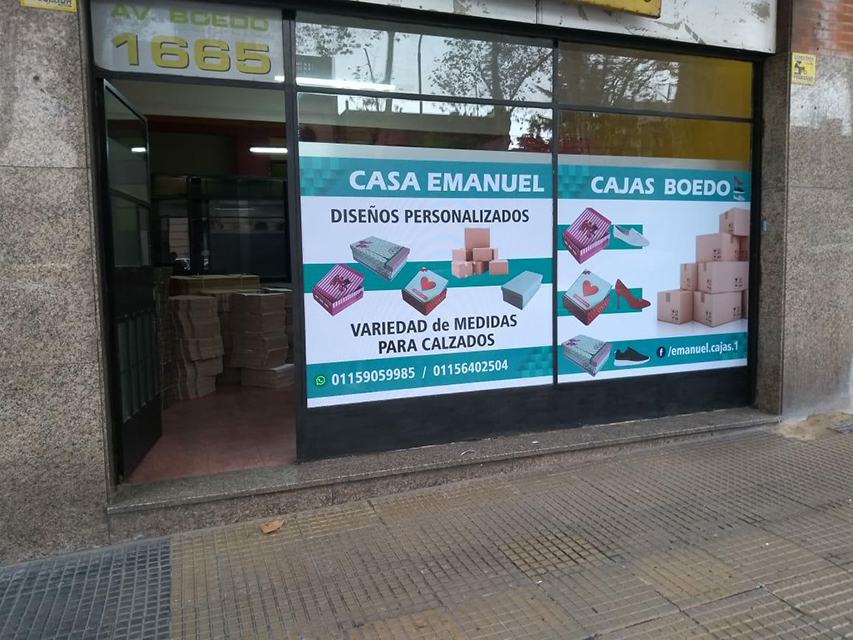 AV BOEDO
1665
CASA EMANUEL
DISEÑOS PERSONALIZADOS
VARIEDAD de MEDIDAS
PARA CALZADOS
01159059985 / 01156402504
CAJAS BOEDO
/emanuel.cajas.1